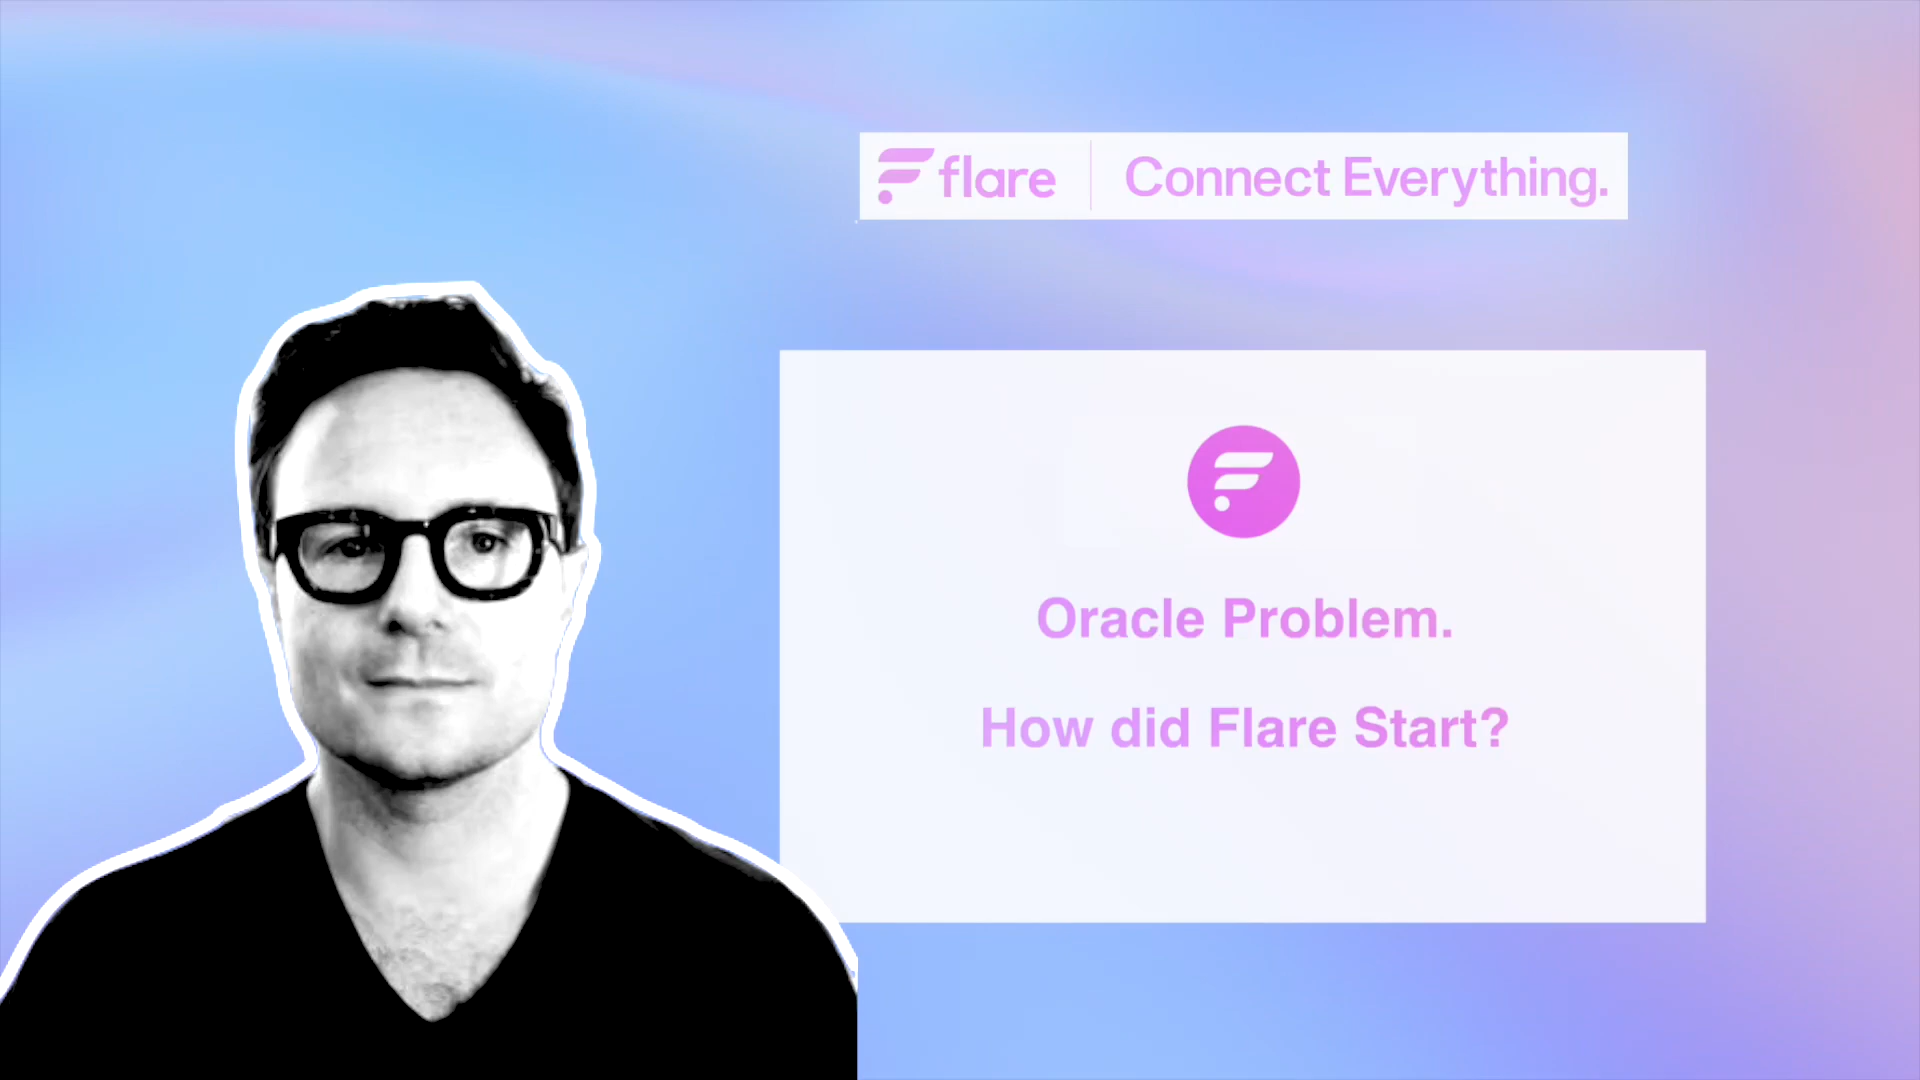 flare
Connect Everything.
Oracle Problem.
How did Flare Start?